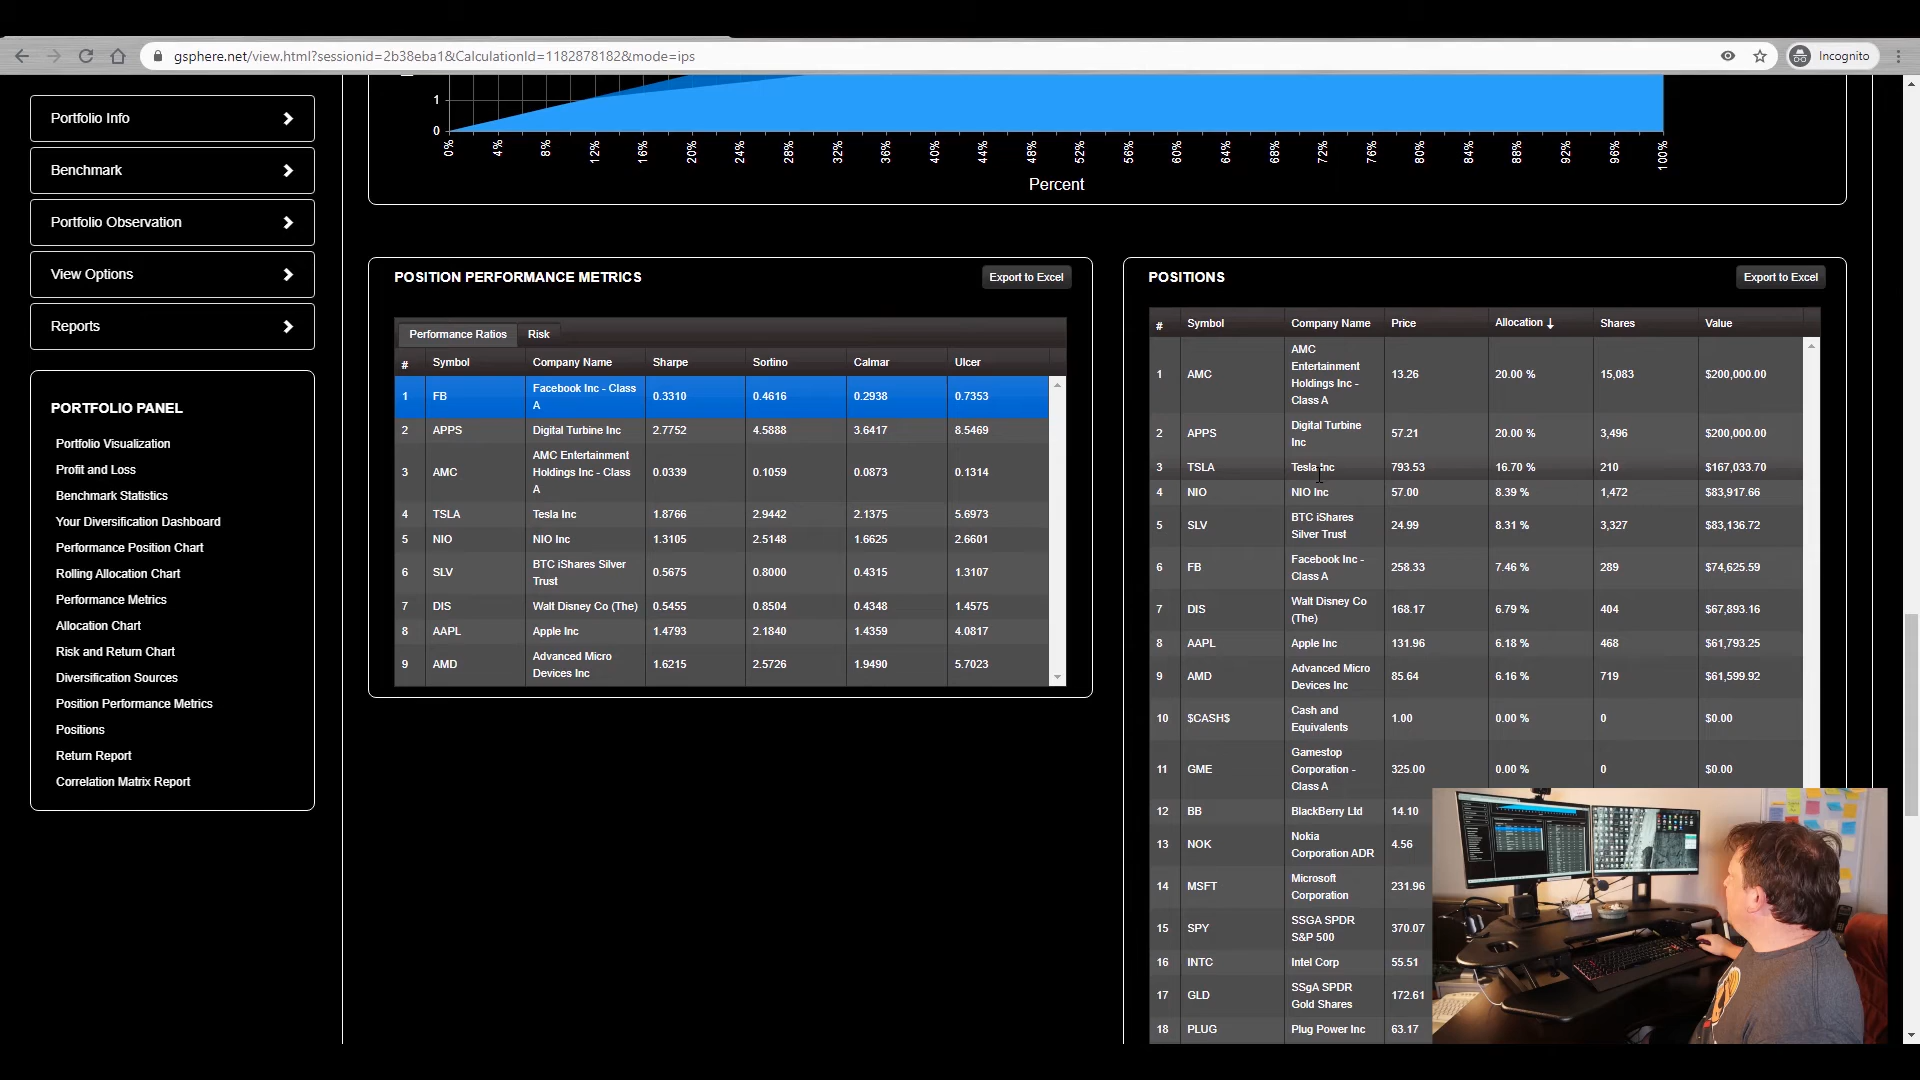 gsphere.net/view.html?sessionid=2b38eba1&CalculationId=1182878182&mode=ips
Incognito
Portfolio Info
Benchmark
Portfolio Observation
View Options
Reports
PORTFOLIO PANEL
Portfolio Visualization
Profit and Loss
Benchmark Statistics
Your Diversification Dashboard
Performance Position Chart
Rolling Allocation Chart
Performance Metrics
Allocation Chart
Risk and Return Chart
Diversification Sources
Position Performance Metrics
Positions
Return Report
Correlation Matrix Report
1
0
0% 4% 8% 12% 16% 20% 24% 28% 32% 36% 40% 44% 48% 52% 56% 60% 64% 68% 72% 76% 80% 84% 88% 92% 96% 100%
Percent
POSITION PERFORMANCE METRICS
Export to Excel
Performance Ratios Risk
# Symbol Company Name Sharpe Sortino Calmar Ulcer
1 FB Facebook Inc - Class 0.3310 0.4616 0.2938 0.7353
A
2 APPS Digital Turbine Inc 2.7752 4.5888 3.6417 8.5469
AMC Entertainment
3 AMC Holdings Inc - Class 0.0339 0.1059 0.0873 0.1314
A
4 TSLA Tesla Inc 1.8766 2.9442 2.1375 5.6973
5 NIO NIO Inc 1.3105 2.5148 1.6625 2.6601
6 SLV BTC iShares Silver 0.5675 0.8000 0.4315 1.3107
Trust
7 DIS Walt Disney Co (The) 0.5455 0.8504 0.4348 1.4575
8 AAPL Apple Inc 1.4793 2.1840 1.4359 4.0817
9 AMD Advanced Micro 1.6215 2.5726 1.9490 5.7023
Devices Inc
POSITIONS
Export to Excel
# Symbol Company Name Price Allocation ↓ Shares Value
AMC
Entertainment
1 AMC Holdings Inc - 13.26 20.00 % 15,083 $200,000.00
Class A
2 APPS Digital Turbine 57.21 20.00 % 3,496 $200,000.00
Inc
3 TSLA Tesla Inc 793.53 16.70 % 210 $167,033.70
4 NIO NIO Inc 57.00 8.39 % 1,472 $83,917.66
5 SLV BTC iShares 24.99 8.31 % 3,327 $83,136.72
Silver Trust
6 FB Facebook Inc - 258.33 7.46 % 289 $74,625.59
Class A
7 DIS Walt Disney Co 168.17 6.79 % 404 $67,893.16
(The)
8 AAPL Apple Inc 131.96 6.18 % 468 $61,793.25
9 AMD Advanced Micro 85.64 6.16 % 719 $61,599.92
Devices Inc
10 $CASH$ Cash and 1.00 0.00 % 0 $0.00
Equivalents
Gamestop
11 GME Corporation - 325.00 0.00 % 0 $0.00
Class A
12 BB BlackBerry Ltd 14.10
13 NOK Nokia 4.56
Corporation ADR
14 MSFT Microsoft 231.96
Corporation
15 SPY SSGA SPDR 370.07
S&P 500
16 INTC Intel Corp 55.51
17 GLD SSgA SPDR 172.61
Gold Shares
18 PLUG Plug Power Inc 63.17